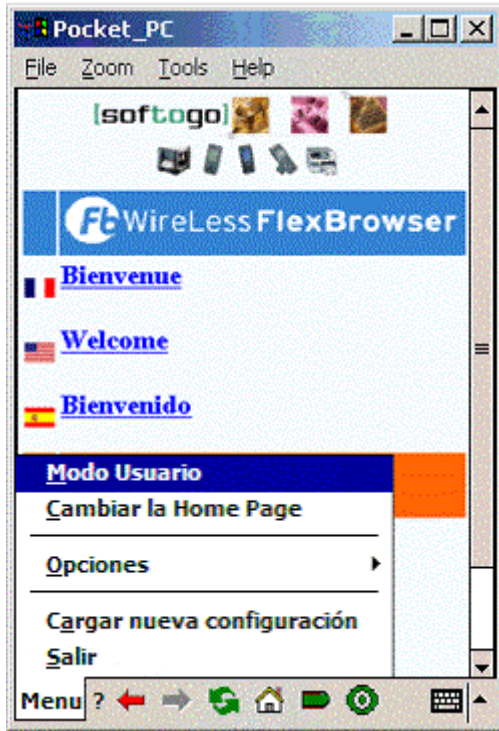 Pocket_PC
File Zoom Tools Help
[softogo]
Fb WireLess FlexBrowser
Bienvenue
Welcome
Bienvenido
Modo Usuario
Cambiar la Home Page
Opciones
Cargar nueva configuración
Salir
Menu ?